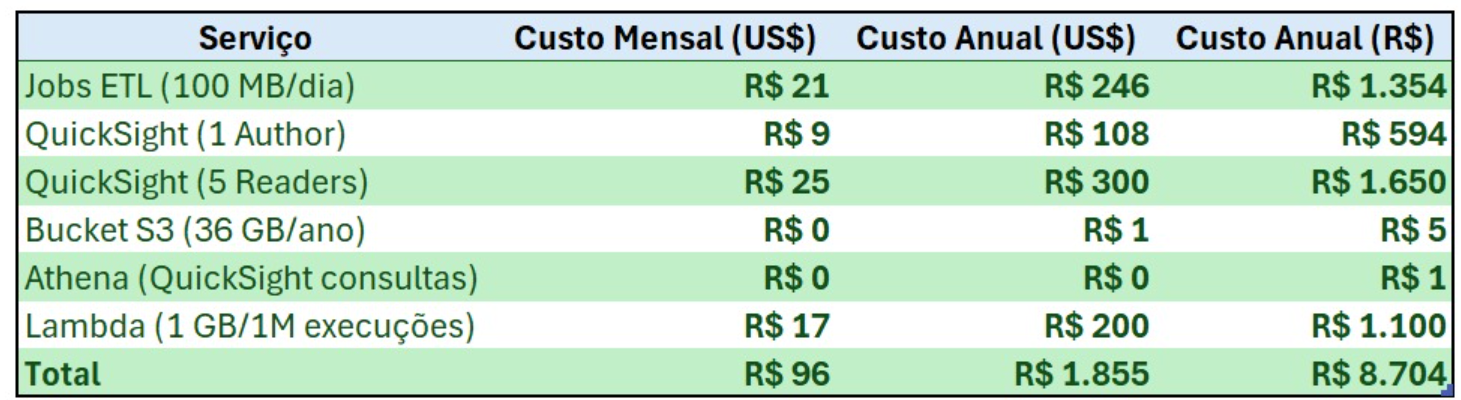 Serviço Custo Mensal (US$) Custo Anual (US$) Custo Anual (R$)
Jobs ETL (100 MB/dia) R$ 21 R$ 246 R$ 1.354
QuickSight (1 Author) R$ 9 R$ 108 R$ 594
QuickSight (5 Readers) R$ 25 R$ 300 R$ 1.650
Bucket S3 (36 GB/ano) R$ 0 R$ 1 R$ 5
Athena (QuickSight consultas) R$ 0 R$ 0 R$ 1
Lambda (1 GB/1M execuções) R$ 17 R$ 200 R$ 1.100
Total R$ 96 R$ 1.855 R$ 8.704